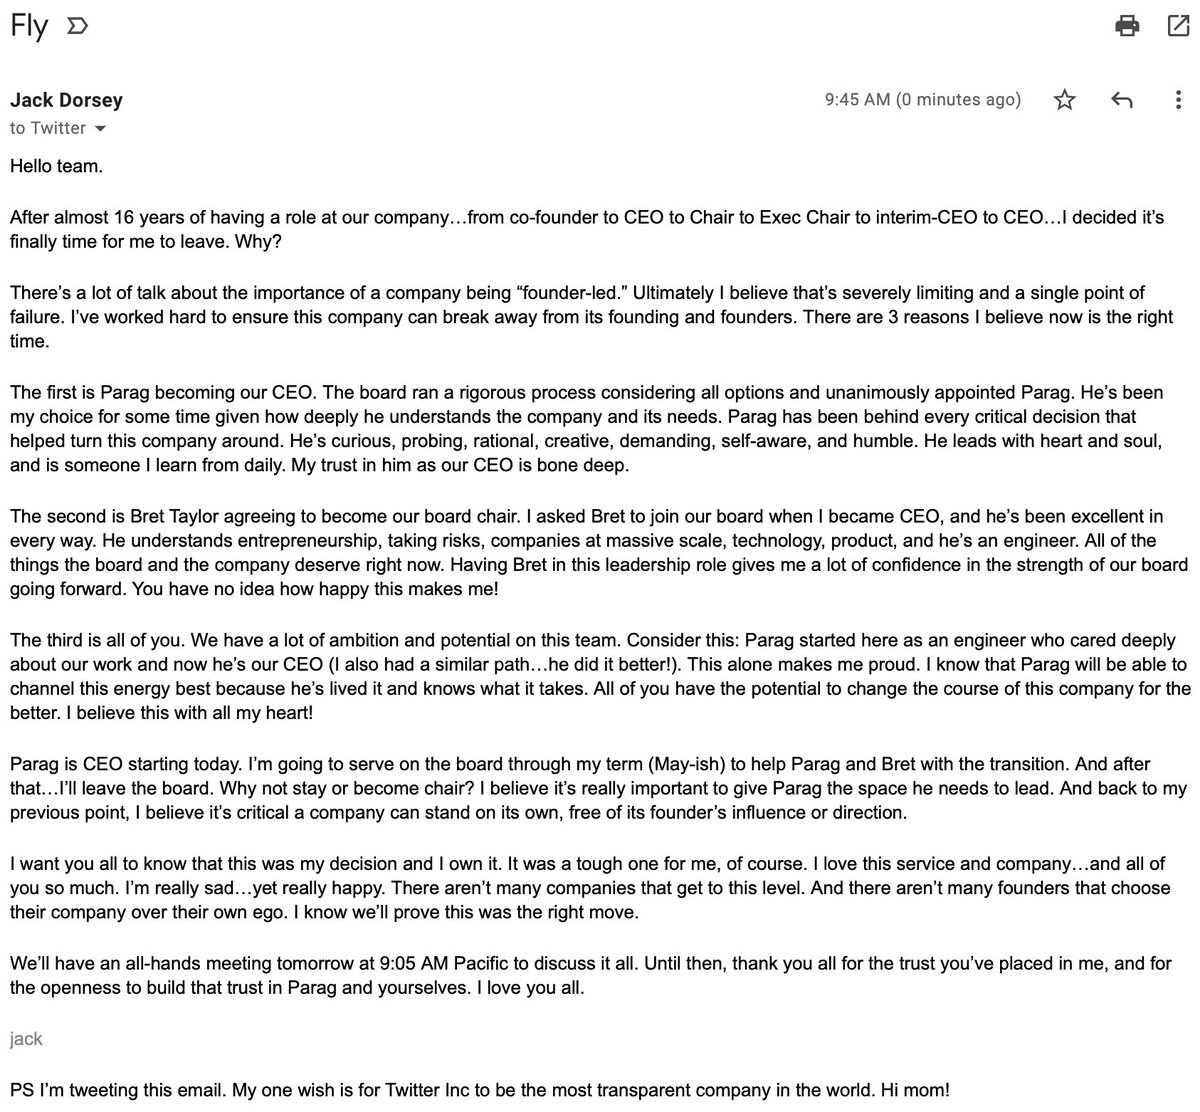 Fly
Jack Dorsey
9:45 AM (0 minutes ago)
to Twitter
Hello team.
After almost 16 years of having a role at our company…from co-founder to CEO to Chair to Exec Chair to interim-CEO to CEO…I decided it’s
finally time for me to leave. Why?
There’s a lot of talk about the importance of a company being “founder-led.” Ultimately I believe that’s severely limiting and a single point of
failure. I’ve worked hard to ensure this company can break away from its founding and founders. There are 3 reasons I believe now is the right
time.
The first is Parag becoming our CEO. The board ran a rigorous process considering all options and unanimously appointed Parag. He’s been
my choice for some time given how deeply he understands the company and its needs. Parag has been behind every critical decision that
helped turn this company around. He’s curious, probing, rational, creative, demanding, self-aware, and humble. He leads with heart and soul,
and is someone I learn from daily. My trust in him as our CEO is bone deep.
The second is Bret Taylor agreeing to become our board chair. I asked Bret to join our board when I became CEO, and he’s been excellent in
every way. He understands entrepreneurship, taking risks, companies at massive scale, technology, product, and he’s an engineer. All of the
things the board and the company deserve right now. Having Bret in this leadership role gives me a lot of confidence in the strength of our board
going forward. You have no idea how happy this makes me!
The third is all of you. We have a lot of ambition and potential on this team. Consider this: Parag started here as an engineer who cared deeply
about our work and now he’s our CEO (I also had a similar path…he did it better!). This alone makes me proud. I know that Parag will be able to
channel this energy best because he’s lived it and knows what it takes. All of you have the potential to change the course of this company for the
better. I believe this with all my heart!
Parag is CEO starting today. I’m going to serve on the board through my term (May-ish) to help Parag and Bret with the transition. And after
that…I’ll leave the board. Why not stay or become chair? I believe it’s really important to give Parag the space he needs to lead. And back to my
previous point, I believe it’s critical a company can stand on its own, free of its founder’s influence or direction.
I want you all to know that this was my decision and I own it. It was a tough one for me, of course. I love this service and company…and all of
you so much. I’m really sad…yet really happy. There aren’t many companies that get to this level. And there aren’t many founders that choose
their company over their own ego. I know we’ll prove this was the right move.
We’ll have an all-hands meeting tomorrow at 9:05 AM Pacific to discuss it all. Until then, thank you all for the trust you’ve placed in me, and for
the openness to build that trust in Parag and yourselves. I love you all.
jack
PS I’m tweeting this email. My one wish is for Twitter Inc to be the most transparent company in the world. Hi mom!